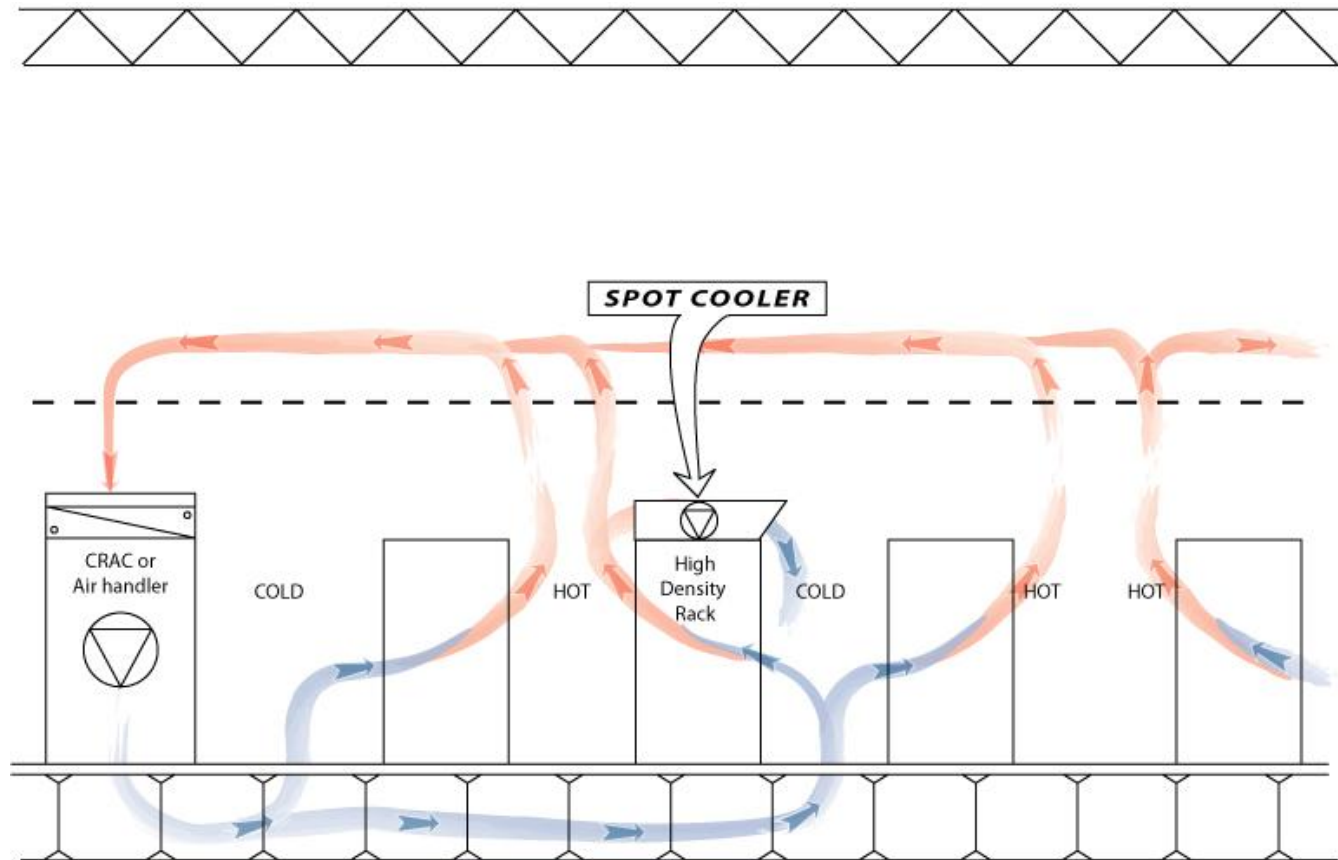 SPOT COOLER
CRAC or
Air handler
COLD
HOT
High
Density
Rack
COLD
HOT
HOT